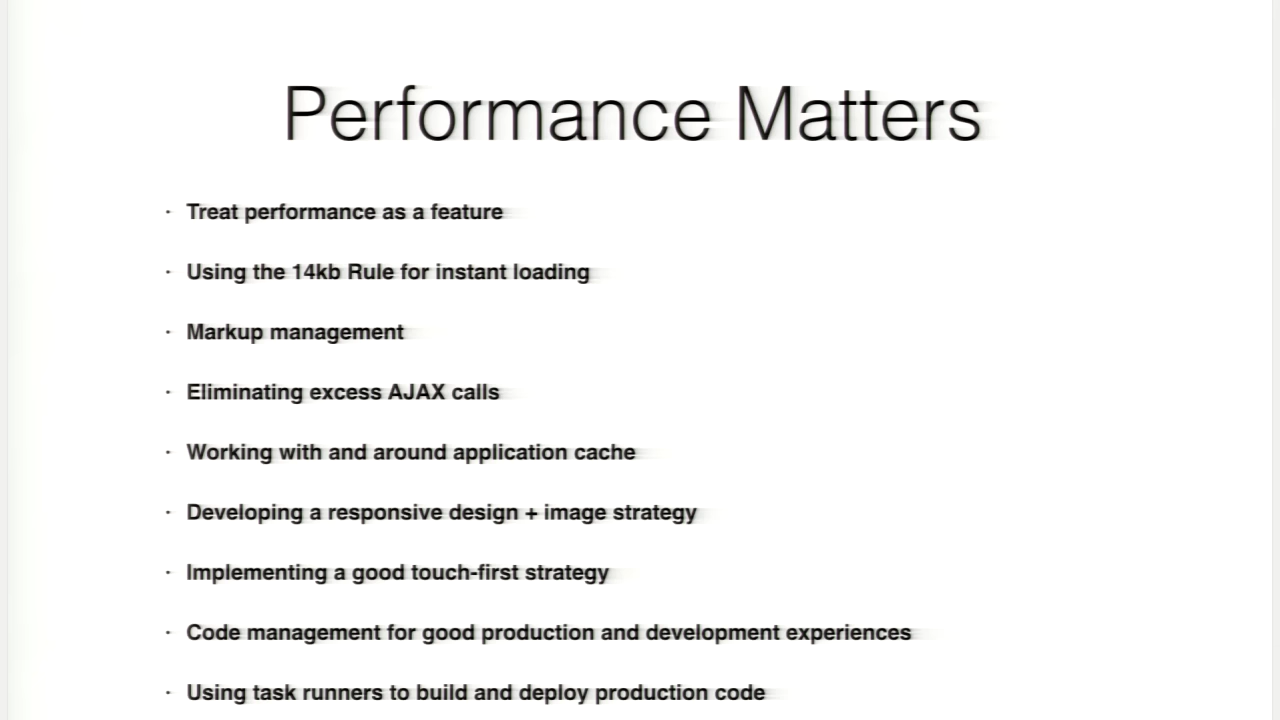 Performance Matters
· Treat performance as a feature
· Using the 14kb Rule for instant loading
· Markup management
· Eliminating excess AJAX calls
· Working with and around application cache
· Developing a responsive design + image strategy
· Implementing a good touch-first strategy
· Code management for good production and development experiences
· Using task runners to build and deploy production code